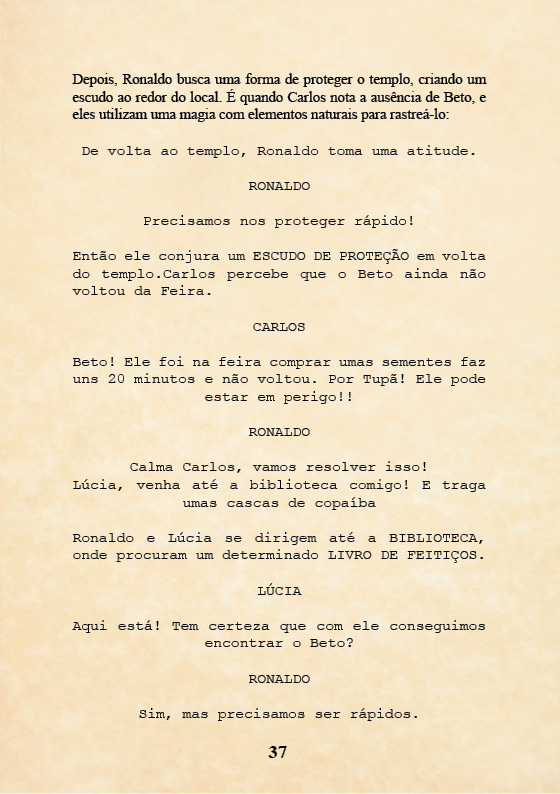 Depois, Ronaldo busca uma forma de proteger o templo, criando um
escudo ao redor do local. É quando Carlos nota a ausência de Beto, e
eles utilizam uma magia com elementos naturais para rastreá-lo:
De volta ao templo, Ronaldo toma uma atitude.
RONALDO
Precisamos nos proteger rápido!
Então ele conjura um ESCUDO DE PROTEÇÃO em volta
do templo.Carlos percebe que o Beto ainda não
voltou da Feira.
CARLOS
Beto! Ele foi na feira comprar umas sementes faz
uns 20 minutos e não voltou. Por Tupã! Ele pode
estar em perigo!!
RONALDO
Calma Carlos, vamos resolver isso!
Lúcia, venha até a biblioteca comigo! E traga
umas cascas de copaíba
Ronaldo e Lúcia se dirigem até a BIBLIOTECA,
onde procuram um determinado LIVRO DE FEITIÇOS.
LÚCIA
Aqui está! Tem certeza que com ele conseguimos
encontrar o Beto?
RONALDO
Sim, mas precisamos ser rápidos.
37